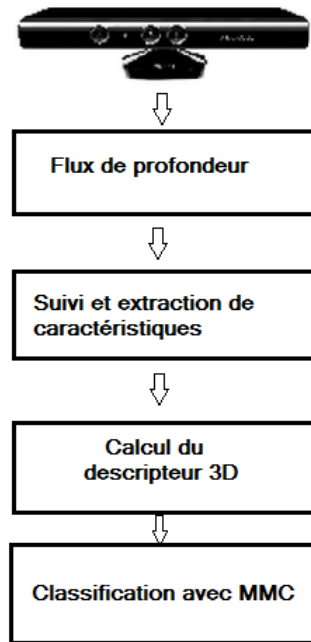 Flux de profondeur
Suivi et extraction de
caractéristiques
Calcul du
descripteur 3D
Classification avec MMC